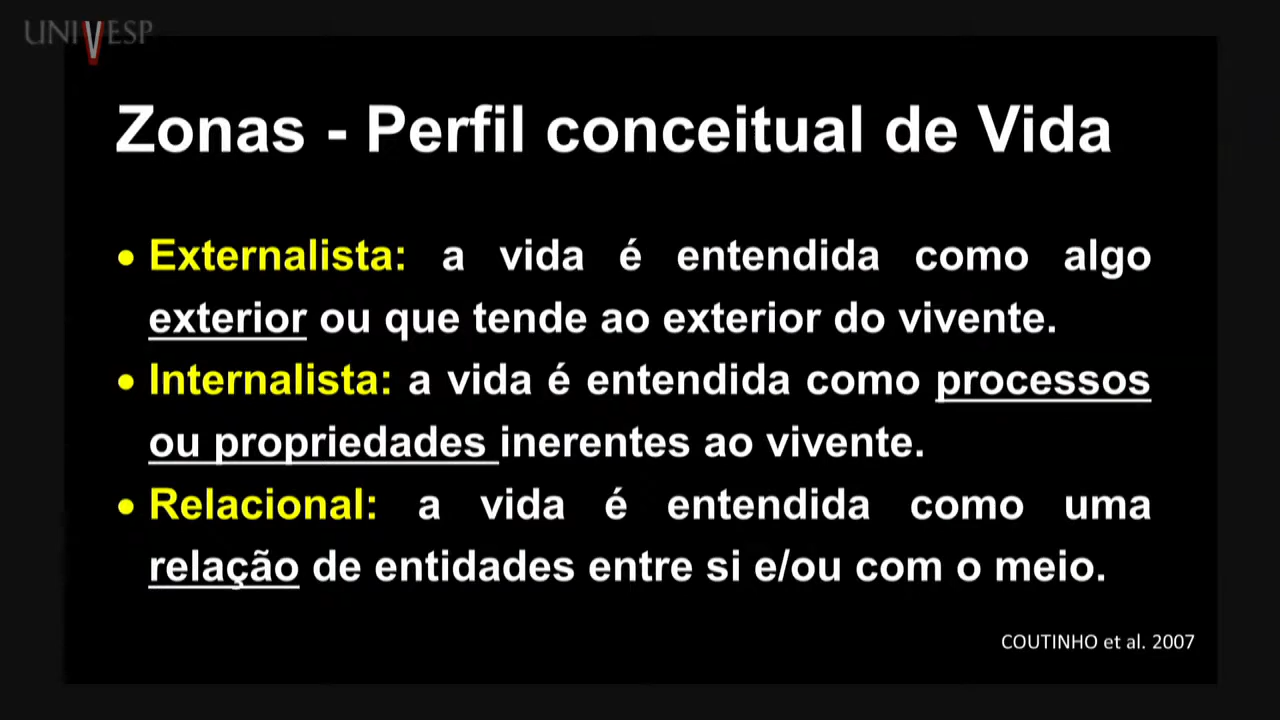 UNIVESP
Zonas - Perfil conceitual de Vida
• Externalista: a vida é entendida como algo
exterior ou que tende ao exterior do vivente.
• Internalista: a vida é entendida como processos
ou propriedades inerentes ao vivente.
• Relacional: a vida é entendida como uma
relação de entidades entre si e/ou com o meio.
COUTINHO et al. 2007